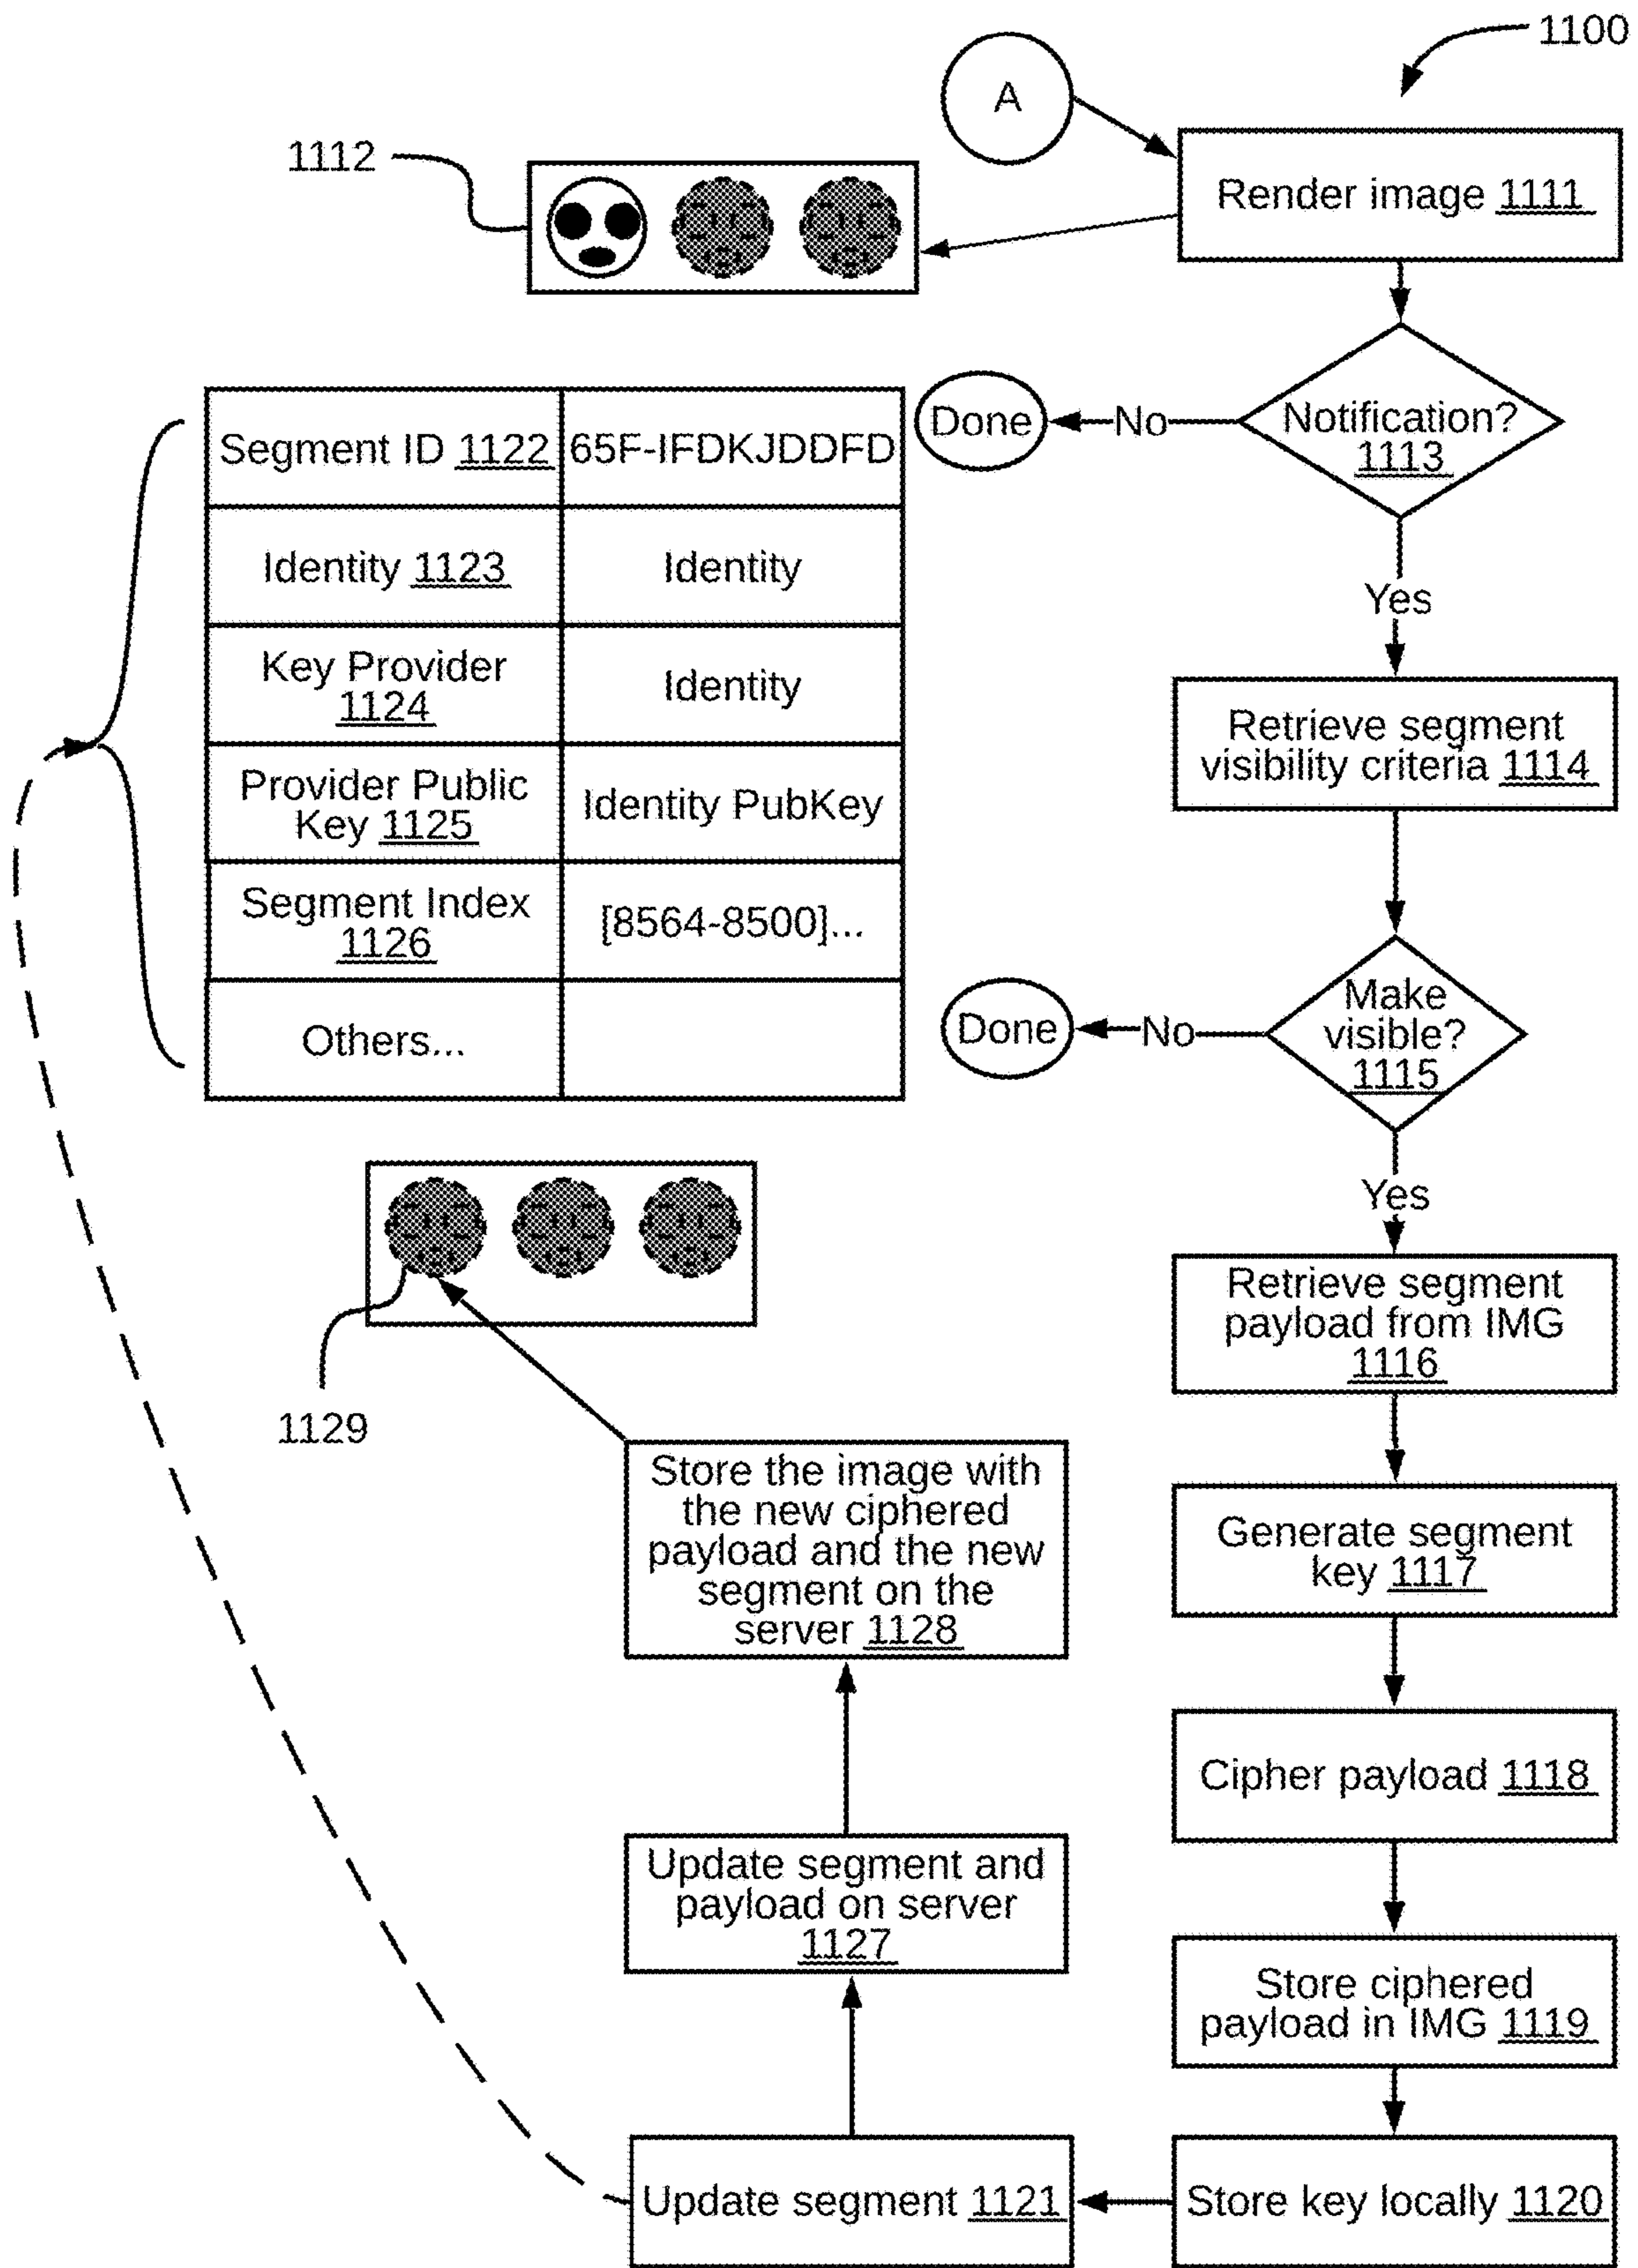 1100
A
1112
Render image 1111
Notification?
1113
No
Done
Yes
Segment ID 1122
65F-IFDKJDDFD
Identity 1123
Identity
Key Provider
1124
Identity
Provider Public
Key 1125
Identity PubKey
Segment Index
1126
[8564-8500]...
Others...
Retrieve segment
visibility criteria 1114
Make
visible?
1115
No
Done
Yes
Retrieve segment
payload from IMG
1116
Generate segment
key 1117
Cipher payload 1118
Store ciphered
payload in IMG 1119
Store key locally 1120
Update segment 1121
Update segment and
payload on server
1127
Store the image with
the new ciphered
payload and the new
segment on the
server 1128
1129